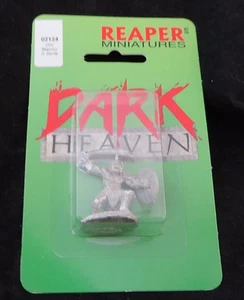 02124
REAPER
MINIATURES
DARK
HEAVEN